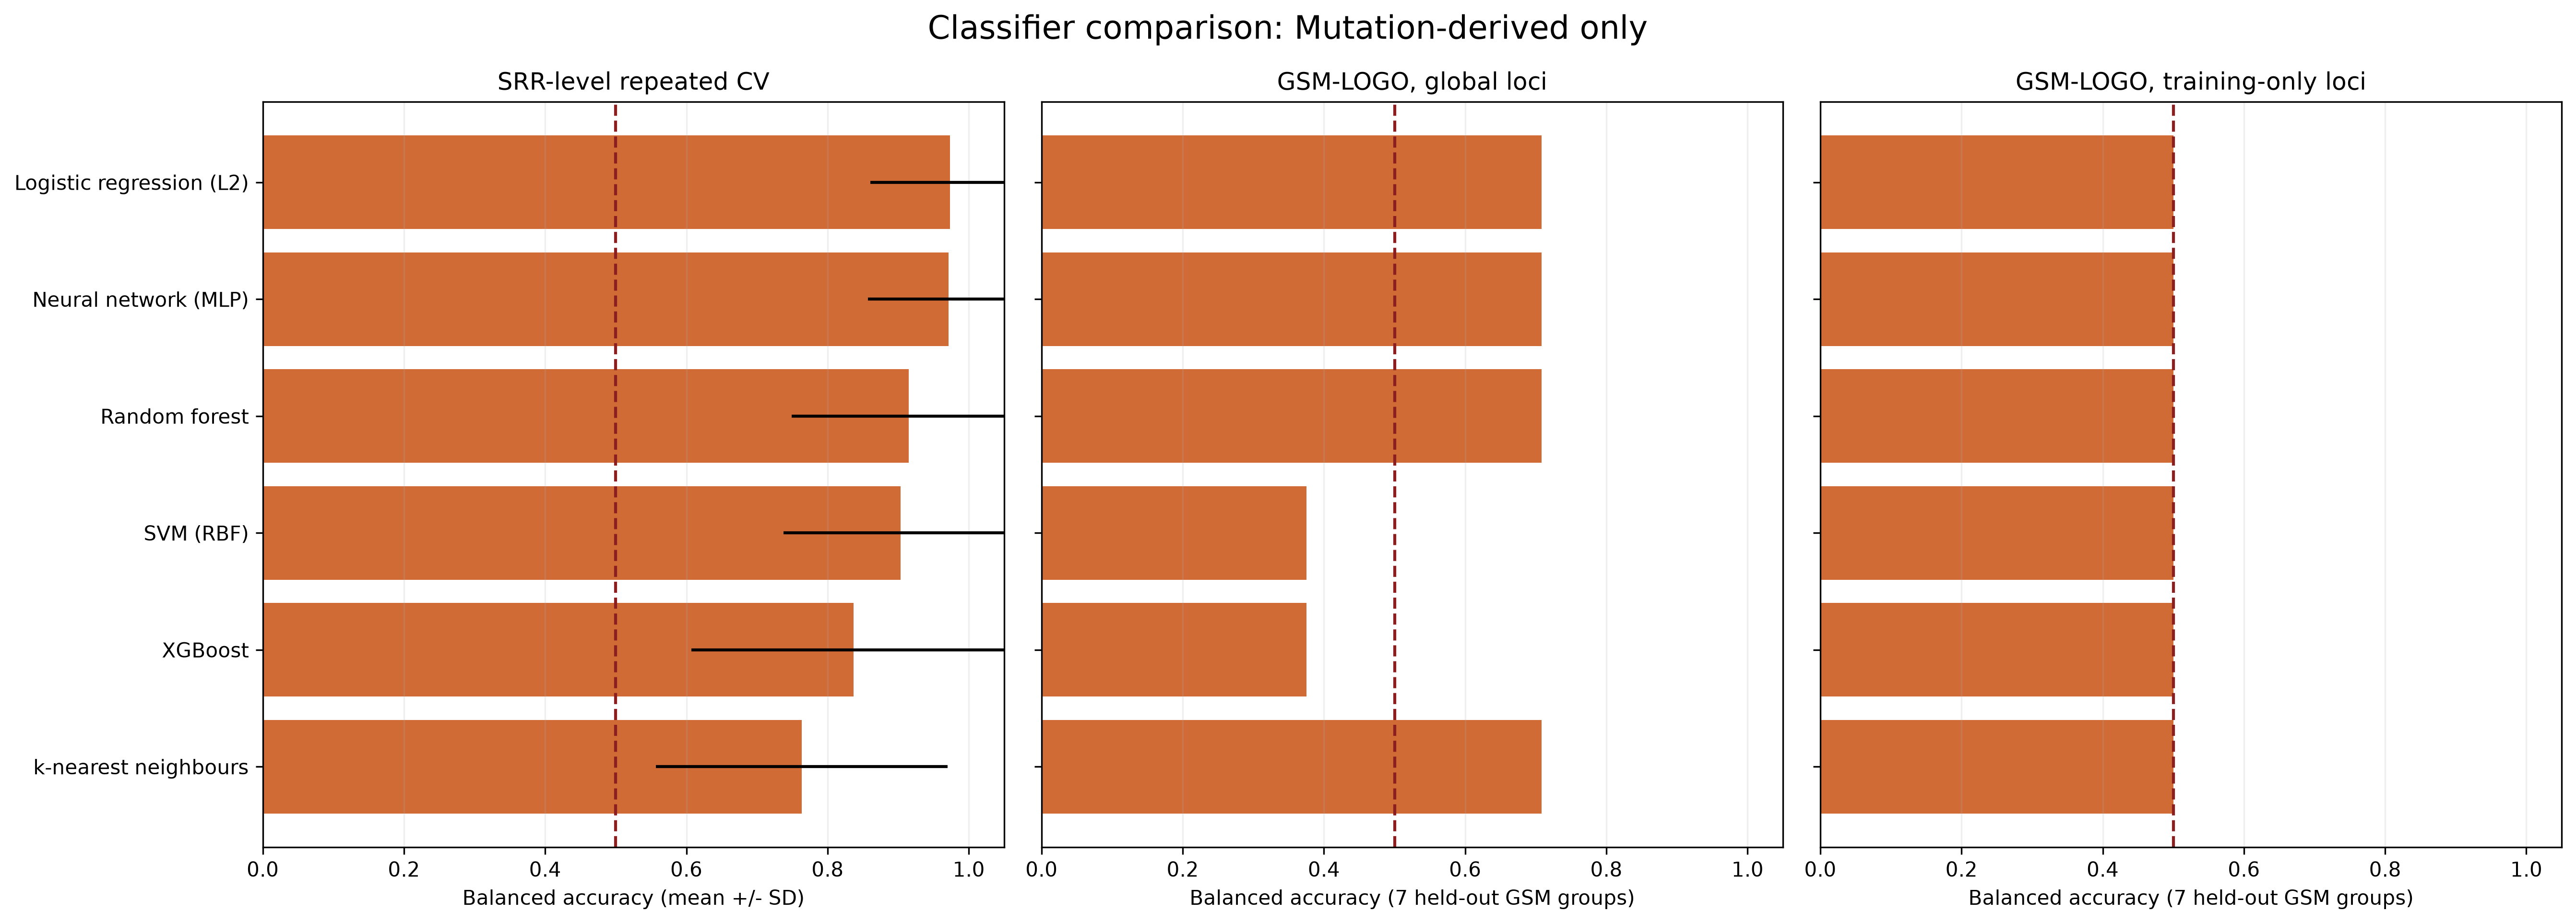 Classifier comparison: Mutation-derived only
SRR-level repeated CV
GSM-LOGO, global loci
GSM-LOGO, training-only loci
Logistic regression (L2)
Neural network (MLP)
Random forest
SVM (RBF)
XGBoost
k-nearest neighbours
0.0 0.2 0.4 0.6 0.8 1.0
0.0 0.2 0.4 0.6 0.8 1.0
0.0 0.2 0.4 0.6 0.8 1.0
Balanced accuracy (mean +/- SD)
Balanced accuracy (7 held-out GSM groups)
Balanced accuracy (7 held-out GSM groups)